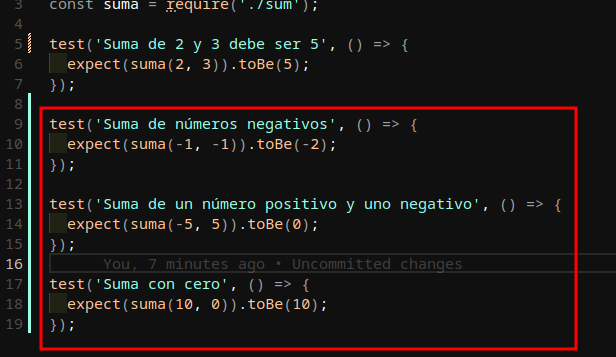 3 const suma = require('./sum');
4
5 test('Suma de 2 y 3 debe ser 5', () => {
6 expect(suma(2, 3)).toBe(5);
7 });
8
9 test('Suma de números negativos', () => {
10 expect(suma(-1, -1)).toBe(-2);
11 });
12
13 test('Suma de un número positivo y uno negativo', () => {
14 expect(suma(-5, 5)).toBe(0);
15 });
16 You, 7 minutes ago • Uncommitted changes
17 test('Suma con cero', () => {
18 expect(suma(10, 0)).toBe(10);
19 });